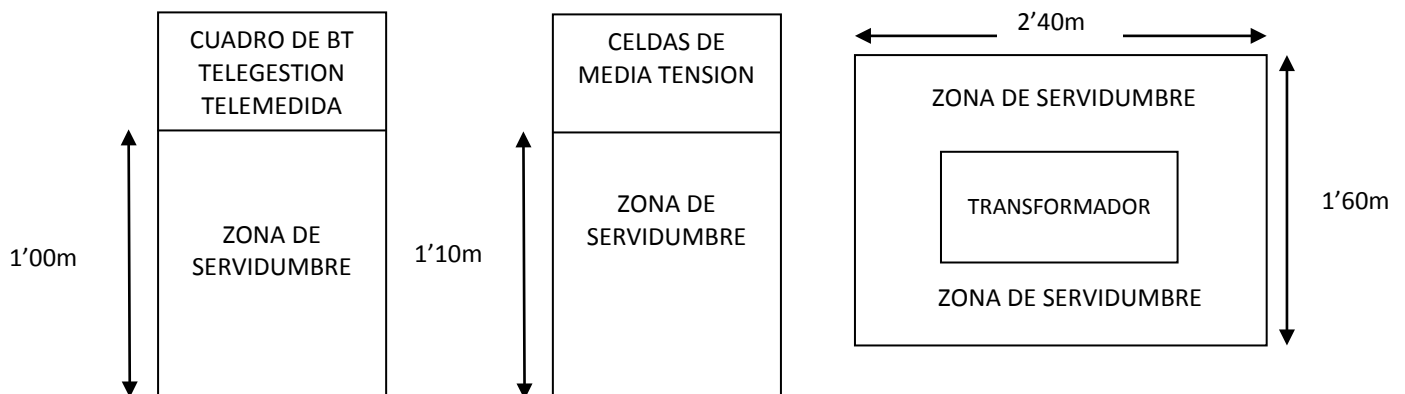 CUADRO DE BT
TELEGESTION
TELEMEDIDA
ZONA DE
SERVIDUMBRE
1’00m
CELDAS DE
MEDIA TENSION
ZONA DE
SERVIDUMBRE
1’10m
2’40m
ZONA DE SERVIDUMBRE
TRANSFORMADOR
ZONA DE SERVIDUMBRE
1’60m